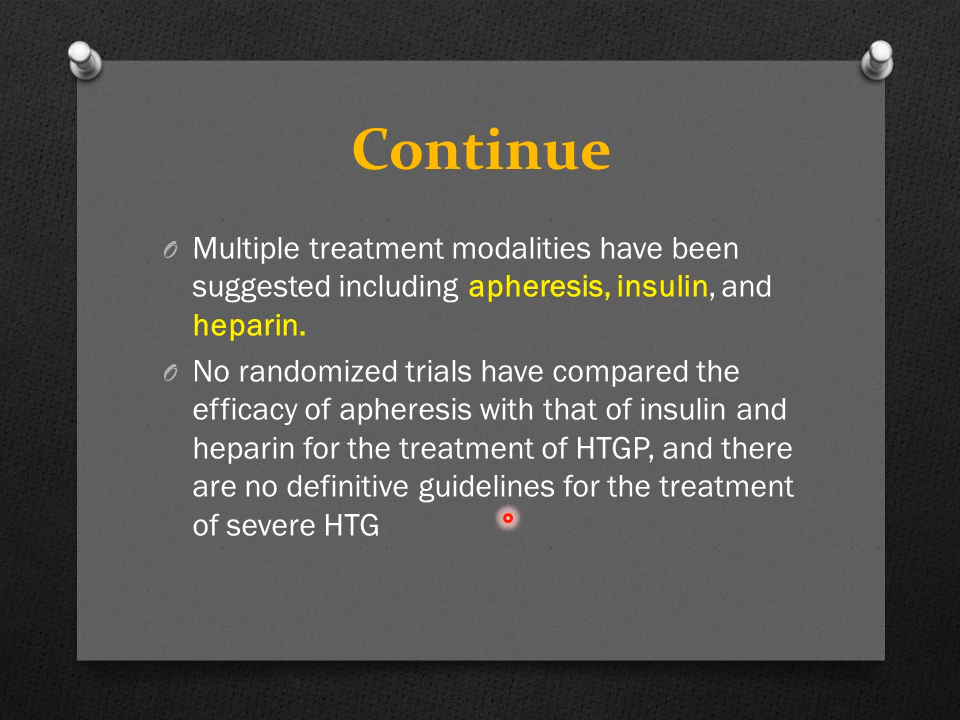 Continue
Multiple treatment modalities have been
suggested including apheresis, insulin, and
heparin.
No randomized trials have compared the
efficacy of apheresis with that of insulin and
heparin for the treatment of HTGP, and there
are no definitive guidelines for the treatment
of severe HTG